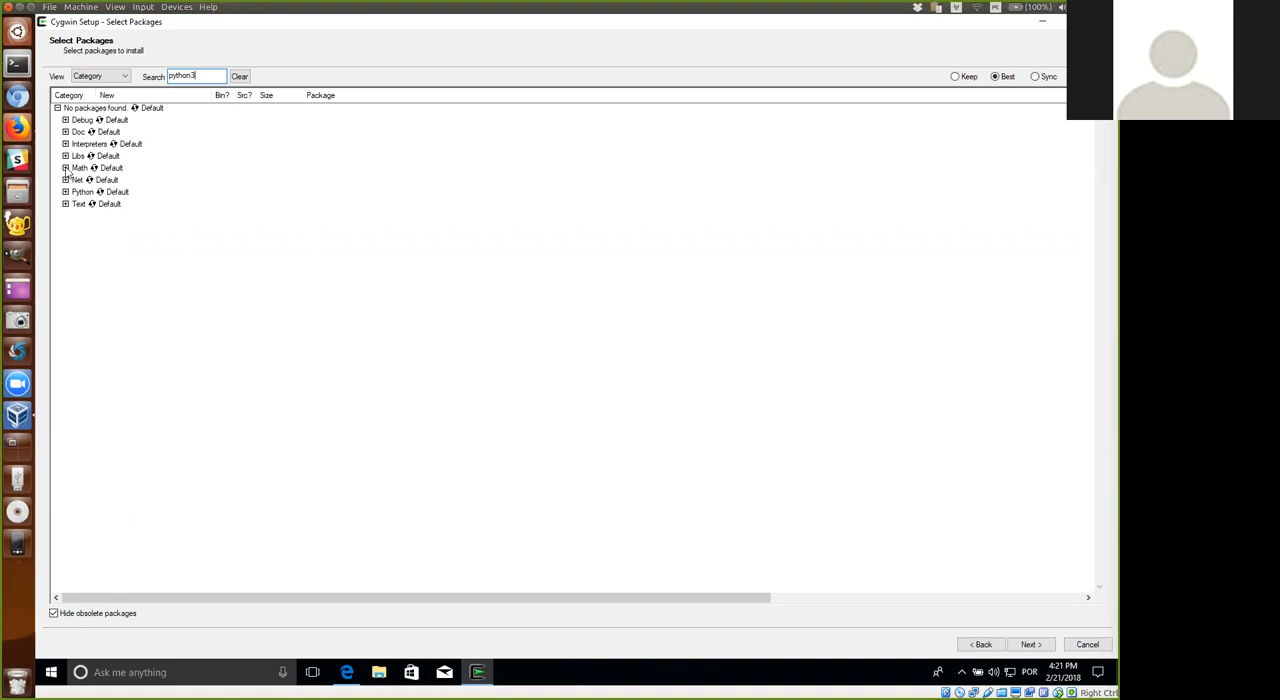 File Machine View Input Devices Help
Pt (100%)
Cygwin Setup - Select Packages
Select Packages
Select packages to install
View Category Search python3 Clear Keep Best Sync
Category New Bin? Src? Size Package
No packages found. Default
Debug Default
Doc Default
Interpreters Default
Libs Default
Math Default
Net Default
Python Default
Text Default
Hide obsolete packages
< Back Next > Cancel
Ask me anything POR 4:21 PM
2/21/2018
Right Ctrl